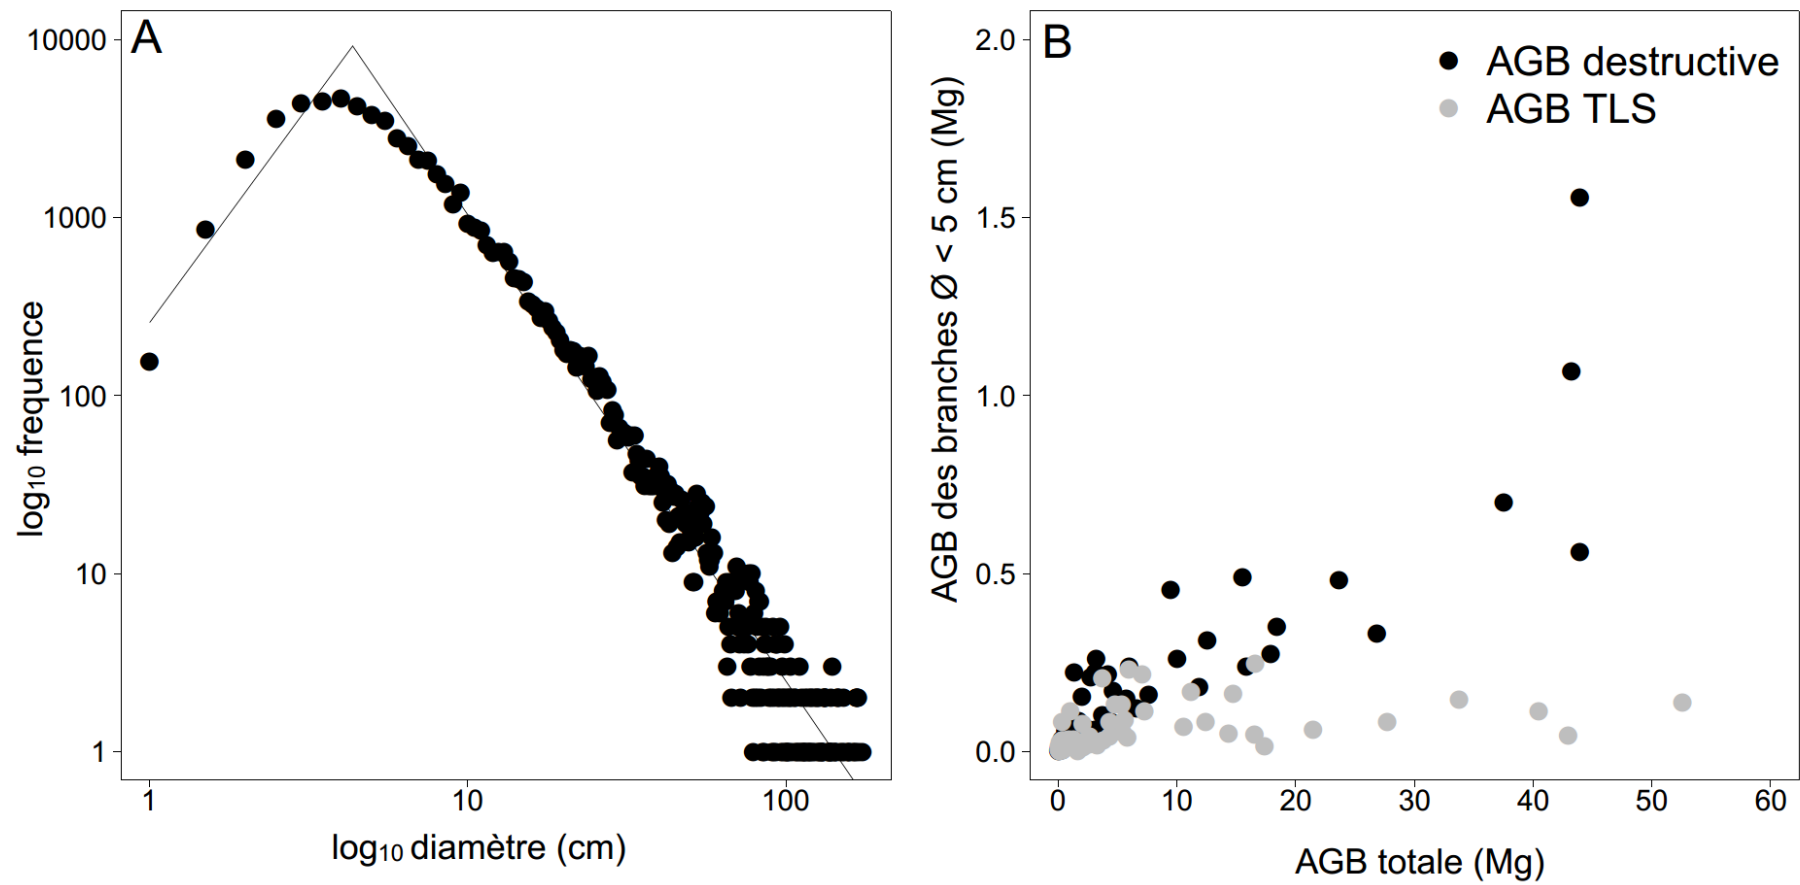 A
10000
1000
100
10
1
log10 frequence
1
10
100
log10 diamètre (cm)
B
AGB destructive
AGB TLS
2.0
1.5
1.0
0.5
0.0
AGB des branches Ø < 5 cm (Mg)
0
10
20
30
40
50
60
AGB totale (Mg)